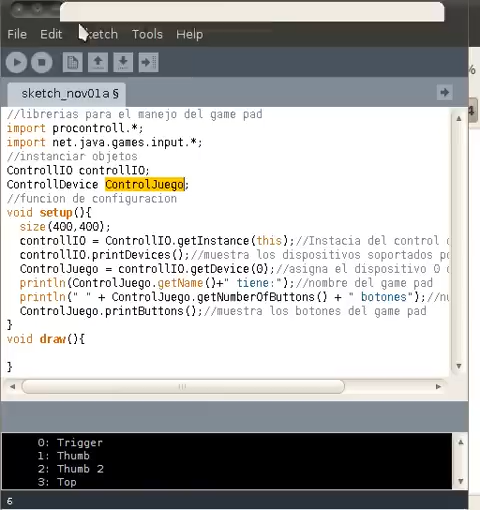 File Edit Sketch Tools Help
sketch_nov01a §
//librerias para el manejo del game pad
import procontroll.*;
import net.java.games.input.*;
//instanciar objetos
ControllIO controllIO;
ControllDevice ControlJuego;
//funcion de configuracion
void setup(){
size(400,400);
controllIO = ControllIO.getInstance(this);//Instacia del control d
controllIO.printDevices();//muestra los dispositivos soportados po
ControlJuego = controllIO.getDevice(0);//asigna el dispositivo 0 d
println(ControlJuego.getName()+" tiene:");//nombre del game pad
println(" " + ControlJuego.getNumberOfButtons() + " botones");//nu
ControlJuego.printButtons();//muestra los botones del game pad
}
void draw(){
}
0: Trigger
1: Thumb
2: Thumb 2
3: Top
6
%
4